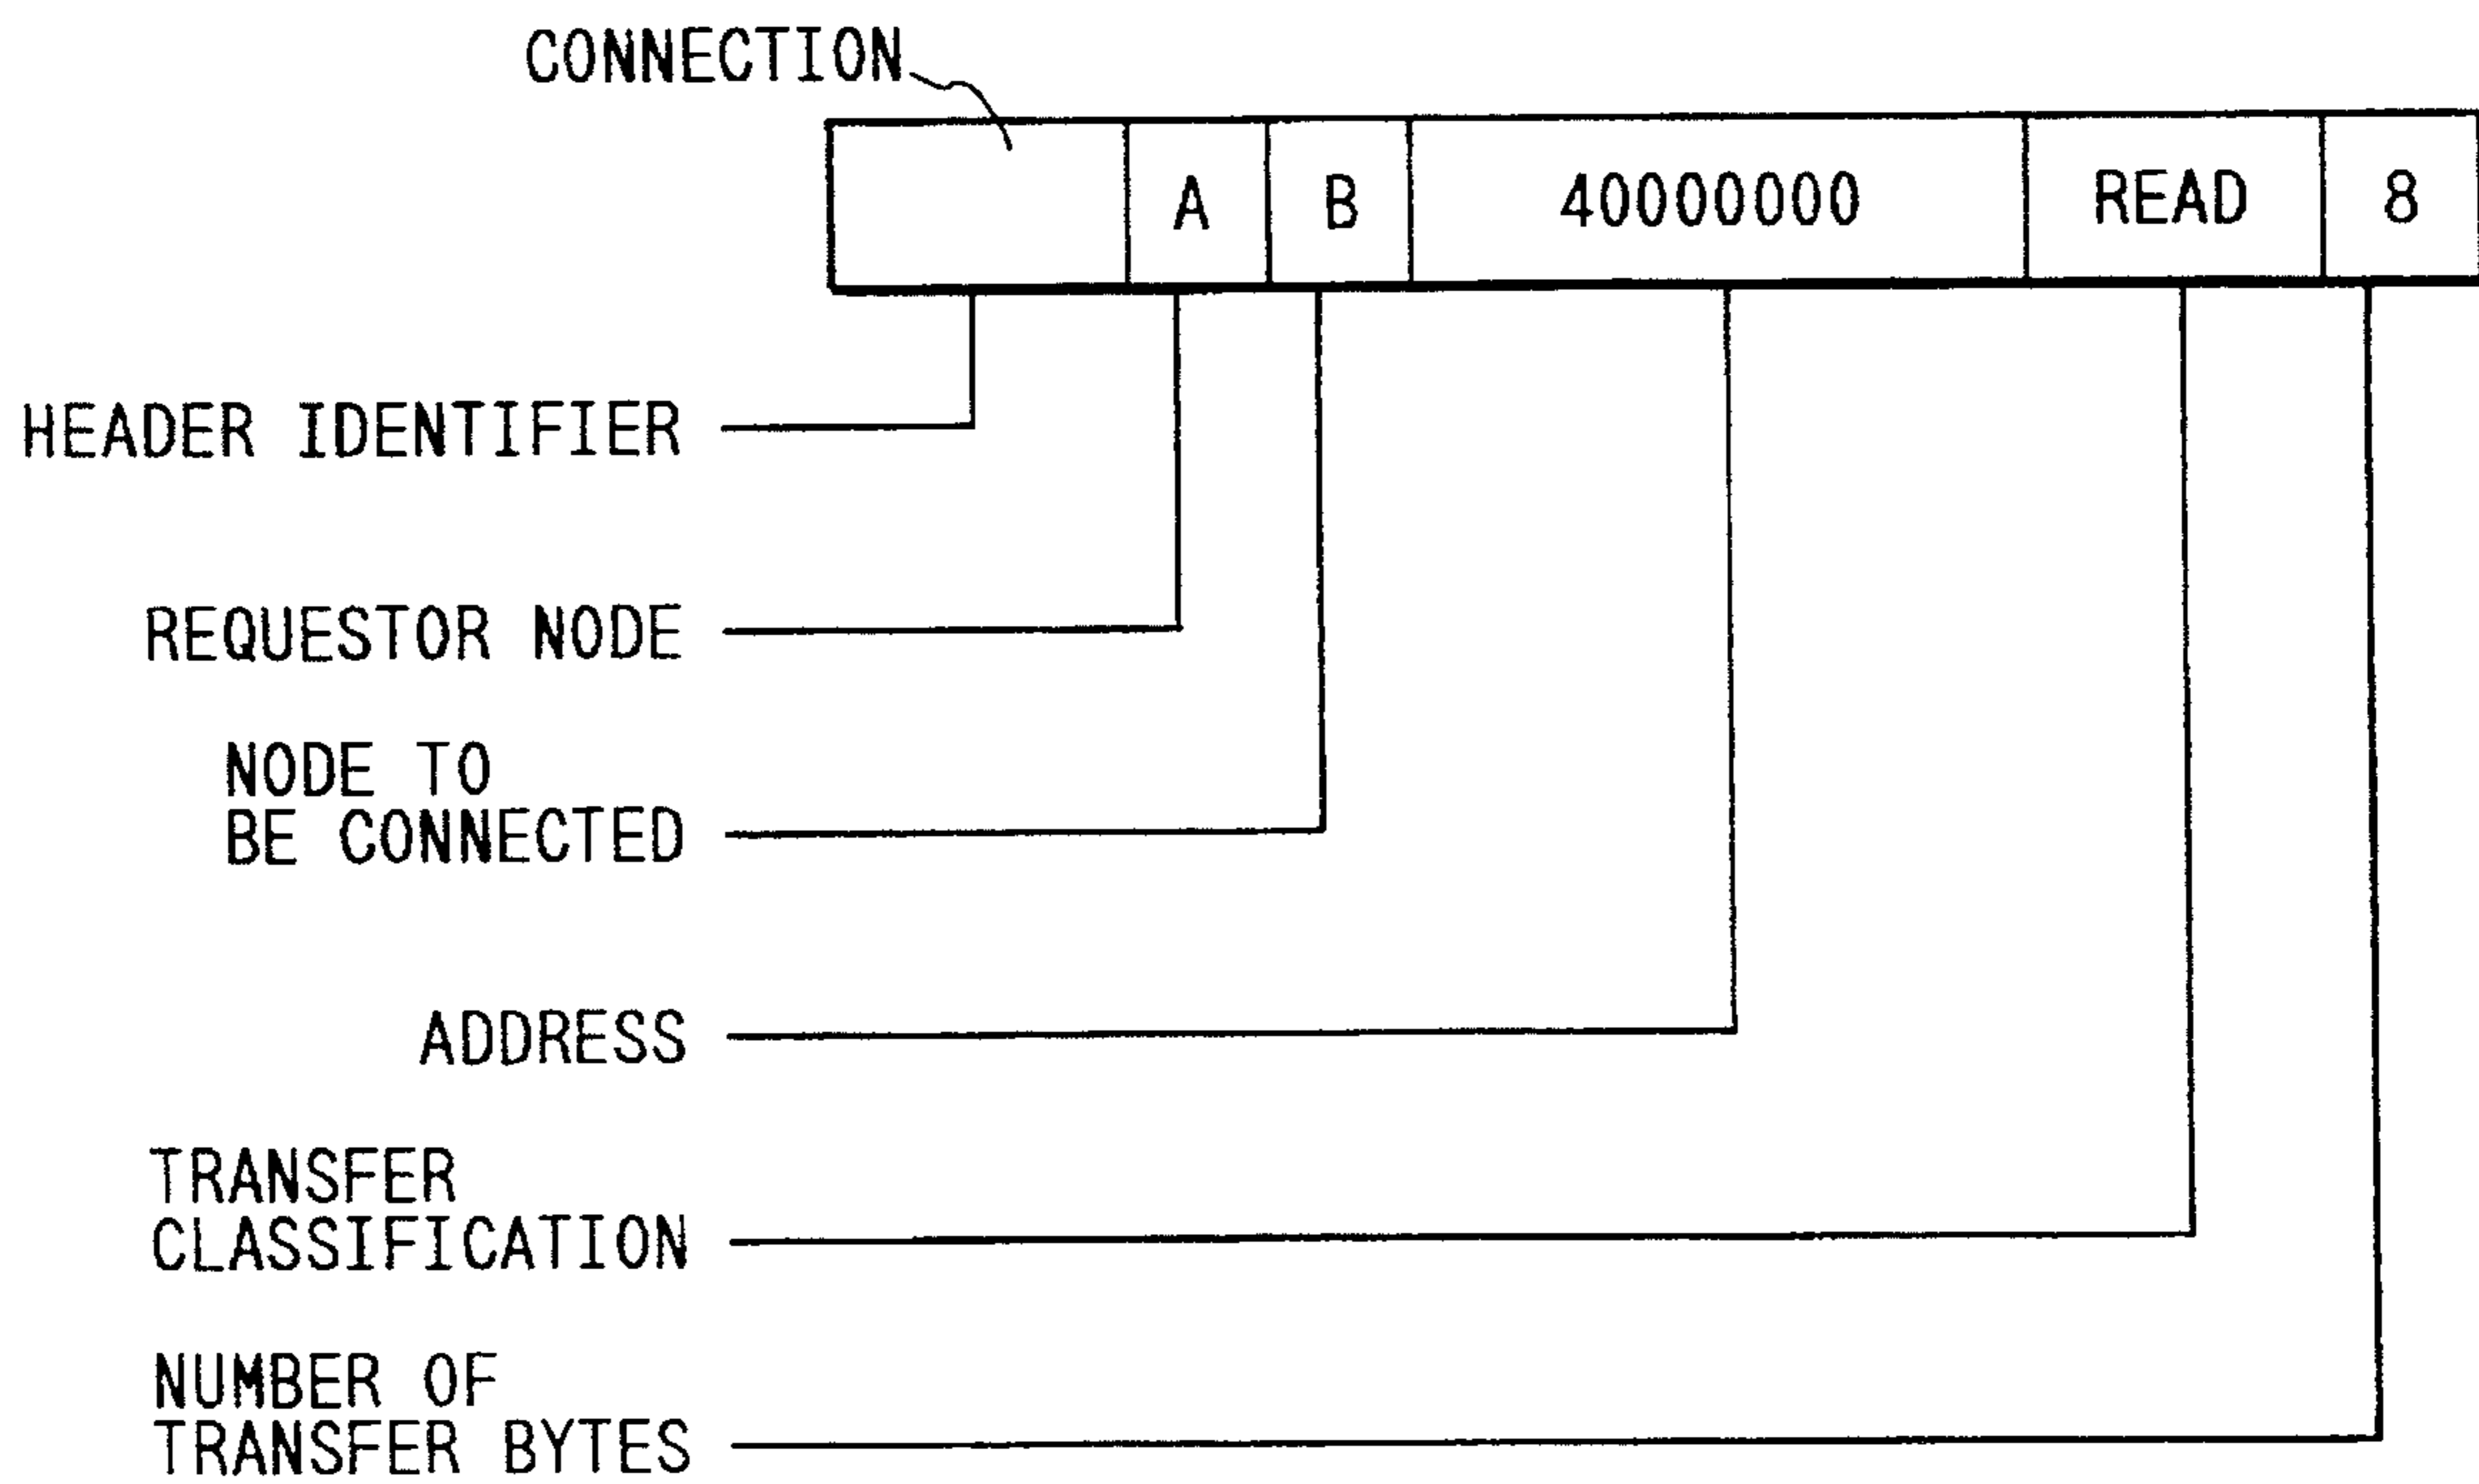 CONNECTION
A B 40000000 READ 8
HEADER IDENTIFIER
REQUESTOR NODE
NODE TO
BE CONNECTED
ADDRESS
TRANSFER
CLASSIFICATION
NUMBER OF
TRANSFER BYTES